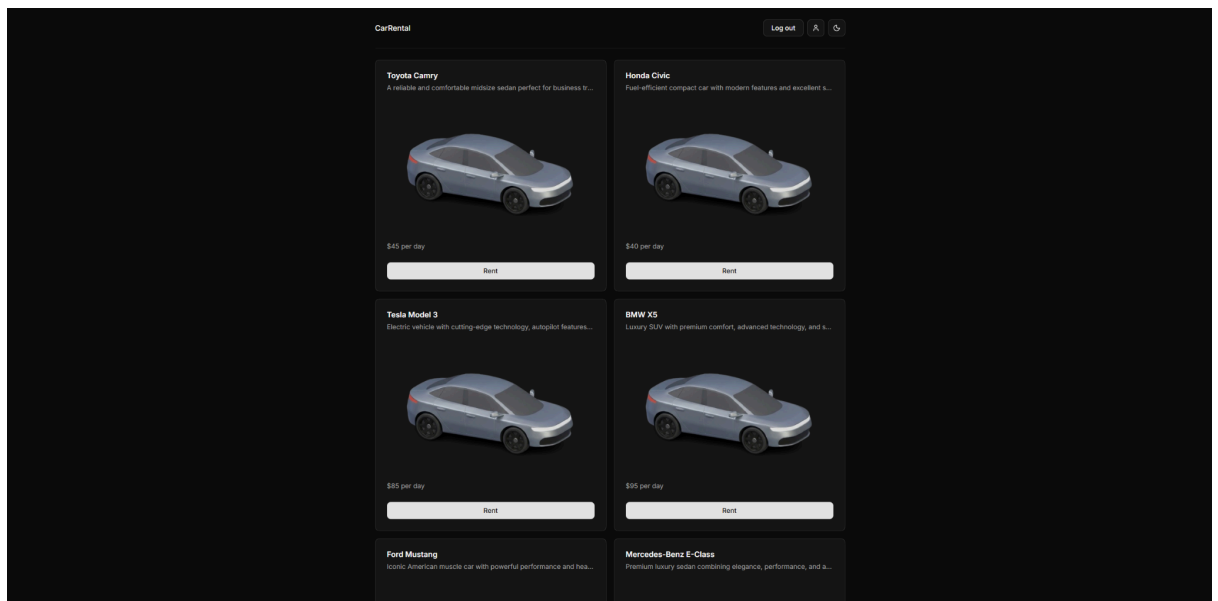 CarRental
Log out
Toyota Camry
A reliable and comfortable midsize sedan perfect for business tr...
$45 per day
Rent
Honda Civic
Fuel-efficient compact car with modern features and excellent s...
$40 per day
Rent
Tesla Model 3
Electric vehicle with cutting-edge technology, autopilot features...
$85 per day
Rent
BMW X5
Luxury SUV with premium comfort, advanced technology, and s...
$95 per day
Rent
Ford Mustang
Iconic American muscle car with powerful performance and hea...
Mercedes-Benz E-Class
Premium luxury sedan combining elegance, performance, and a...